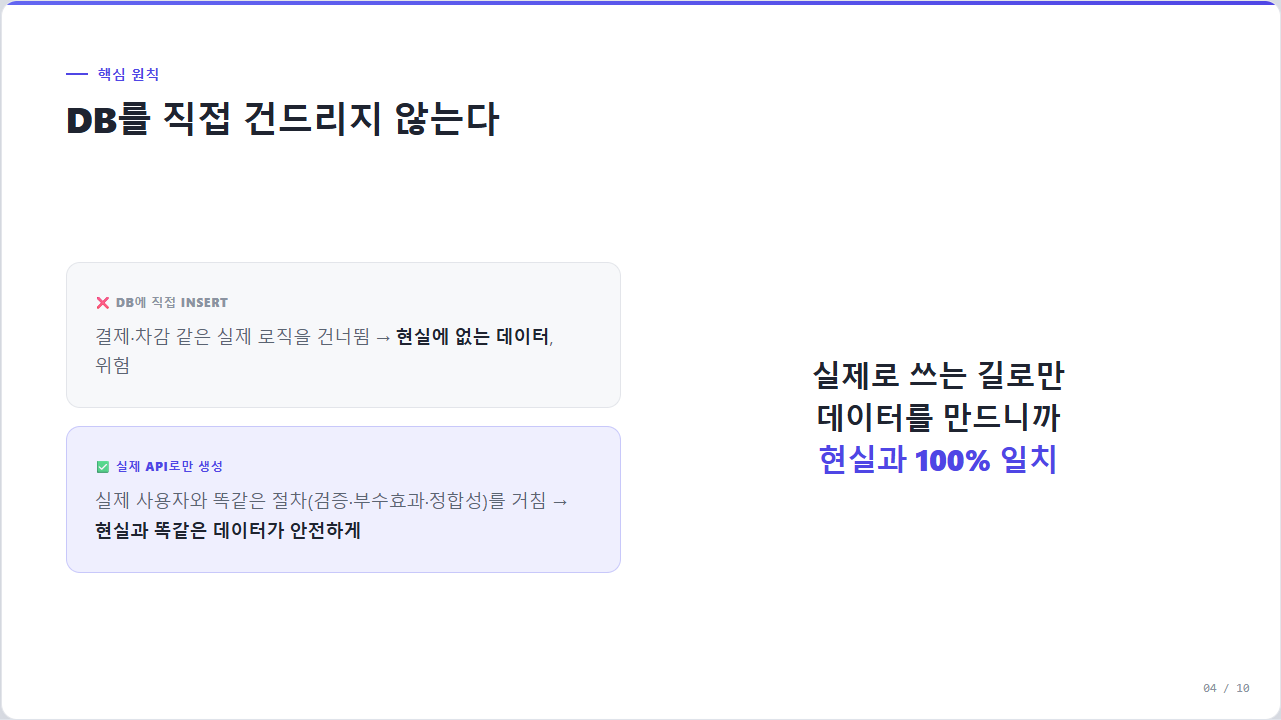 핵심 원칙
DB를 직접 건드리지 않는다
❌ DB에 직접 INSERT
결제·차감 같은 실제 로직을 건너뜀 → 현실에 없는 데이터,
위험
✅ 실제 API로만 생성
실제 사용자와 똑같은 절차(검증·부수효과·정합성)를 거침 →
현실과 똑같은 데이터가 안전하게
실제로 쓰는 길로만
데이터를 만드니까
현실과 100% 일치
04 / 10